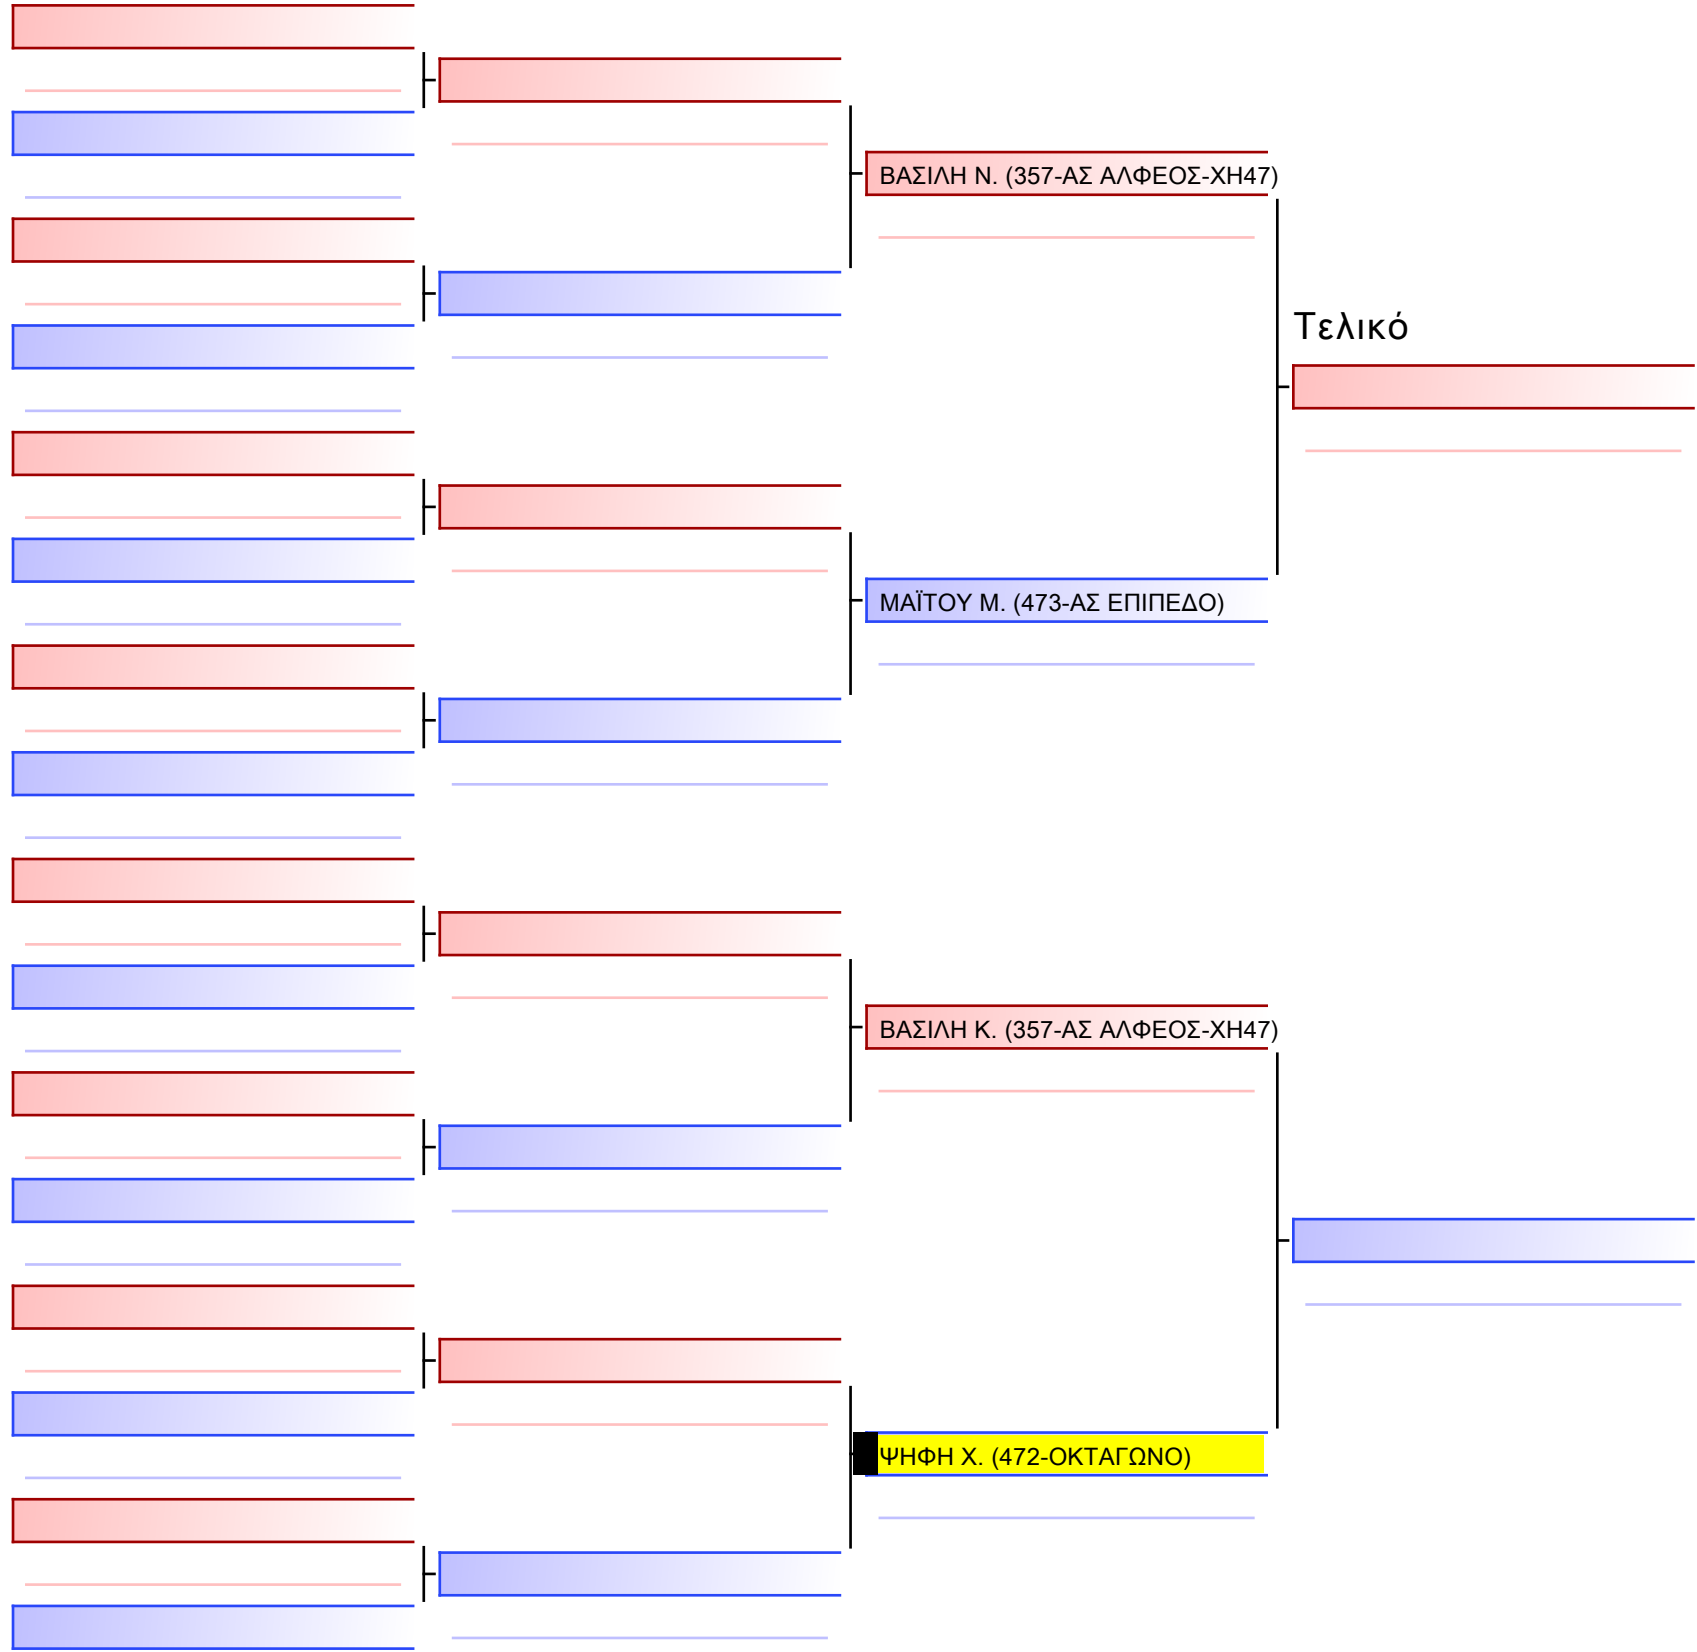 ΒΑΣΙΛΗ Ν. (357-ΑΣ ΑΛΦΕΟΣ-ΧΗ47)
Τελικό
ΜΑΪΤΟΥ Μ. (473-ΑΣ ΕΠΙΠΕΔΟ)
ΒΑΣΙΛΗ Κ. (357-ΑΣ ΑΛΦΕΟΣ-ΧΗ47)
ΨΗΦΗ Χ. (472-ΟΚΤΑΓΩΝΟ)